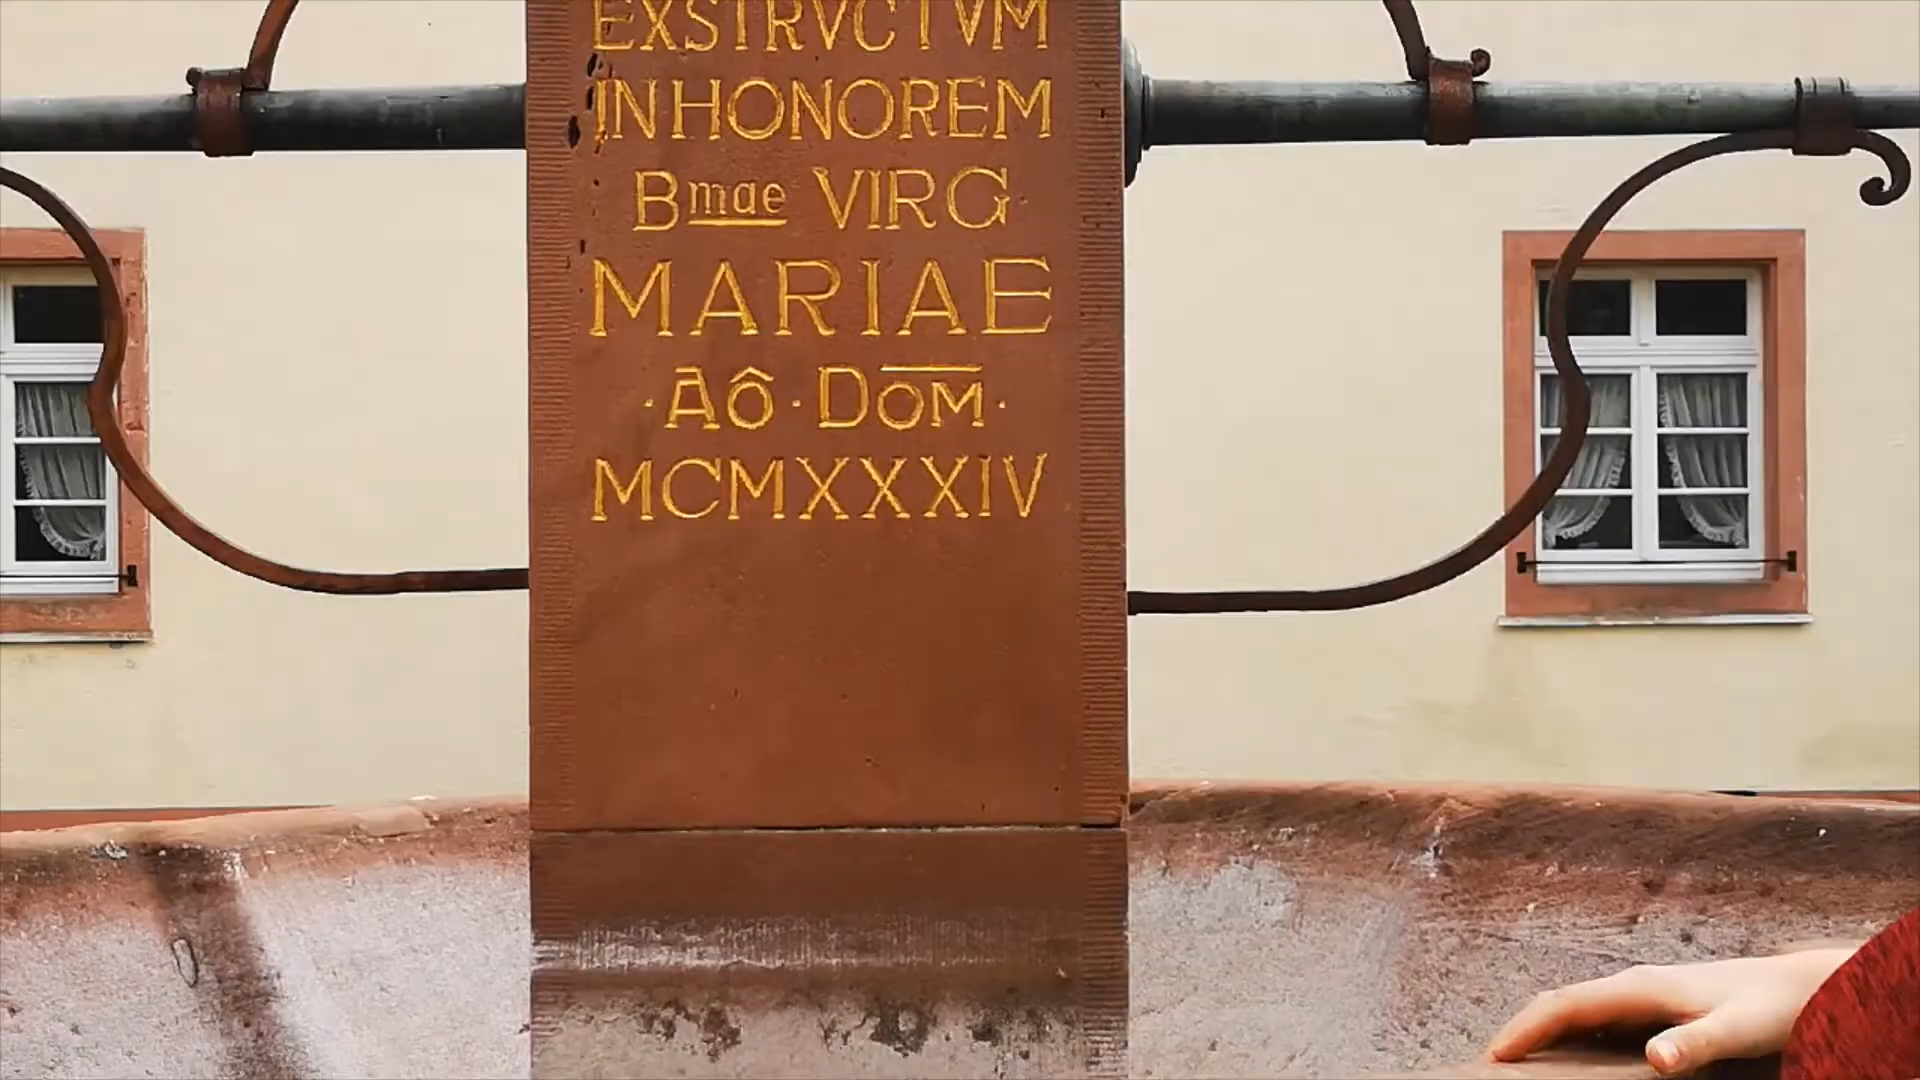 EXSTRVCTVM
IN HONOREM
Bmae VIRG
MARIAE
·AÔ·DOM·
MCMXXXIV